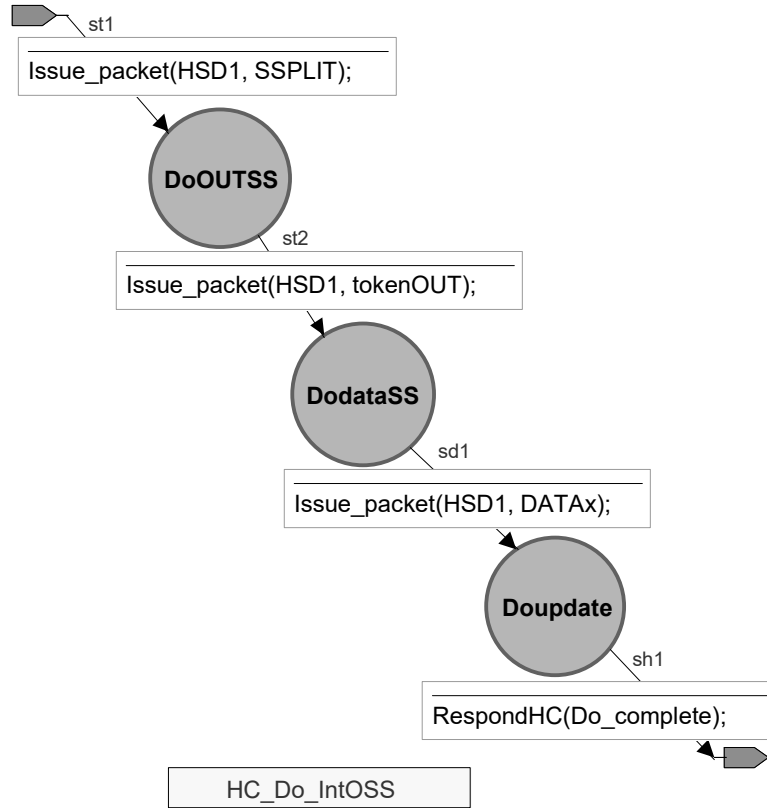 st1
Issue_packet(HSD1, SSPLIT);
DoOUTSS
st2
Issue_packet(HSD1, tokenOUT);
DodataSS
sd1
Issue_packet(HSD1, DATAx);
Doupdate
sh1
RespondHC(Do_complete);
HC_Do_IntOSS